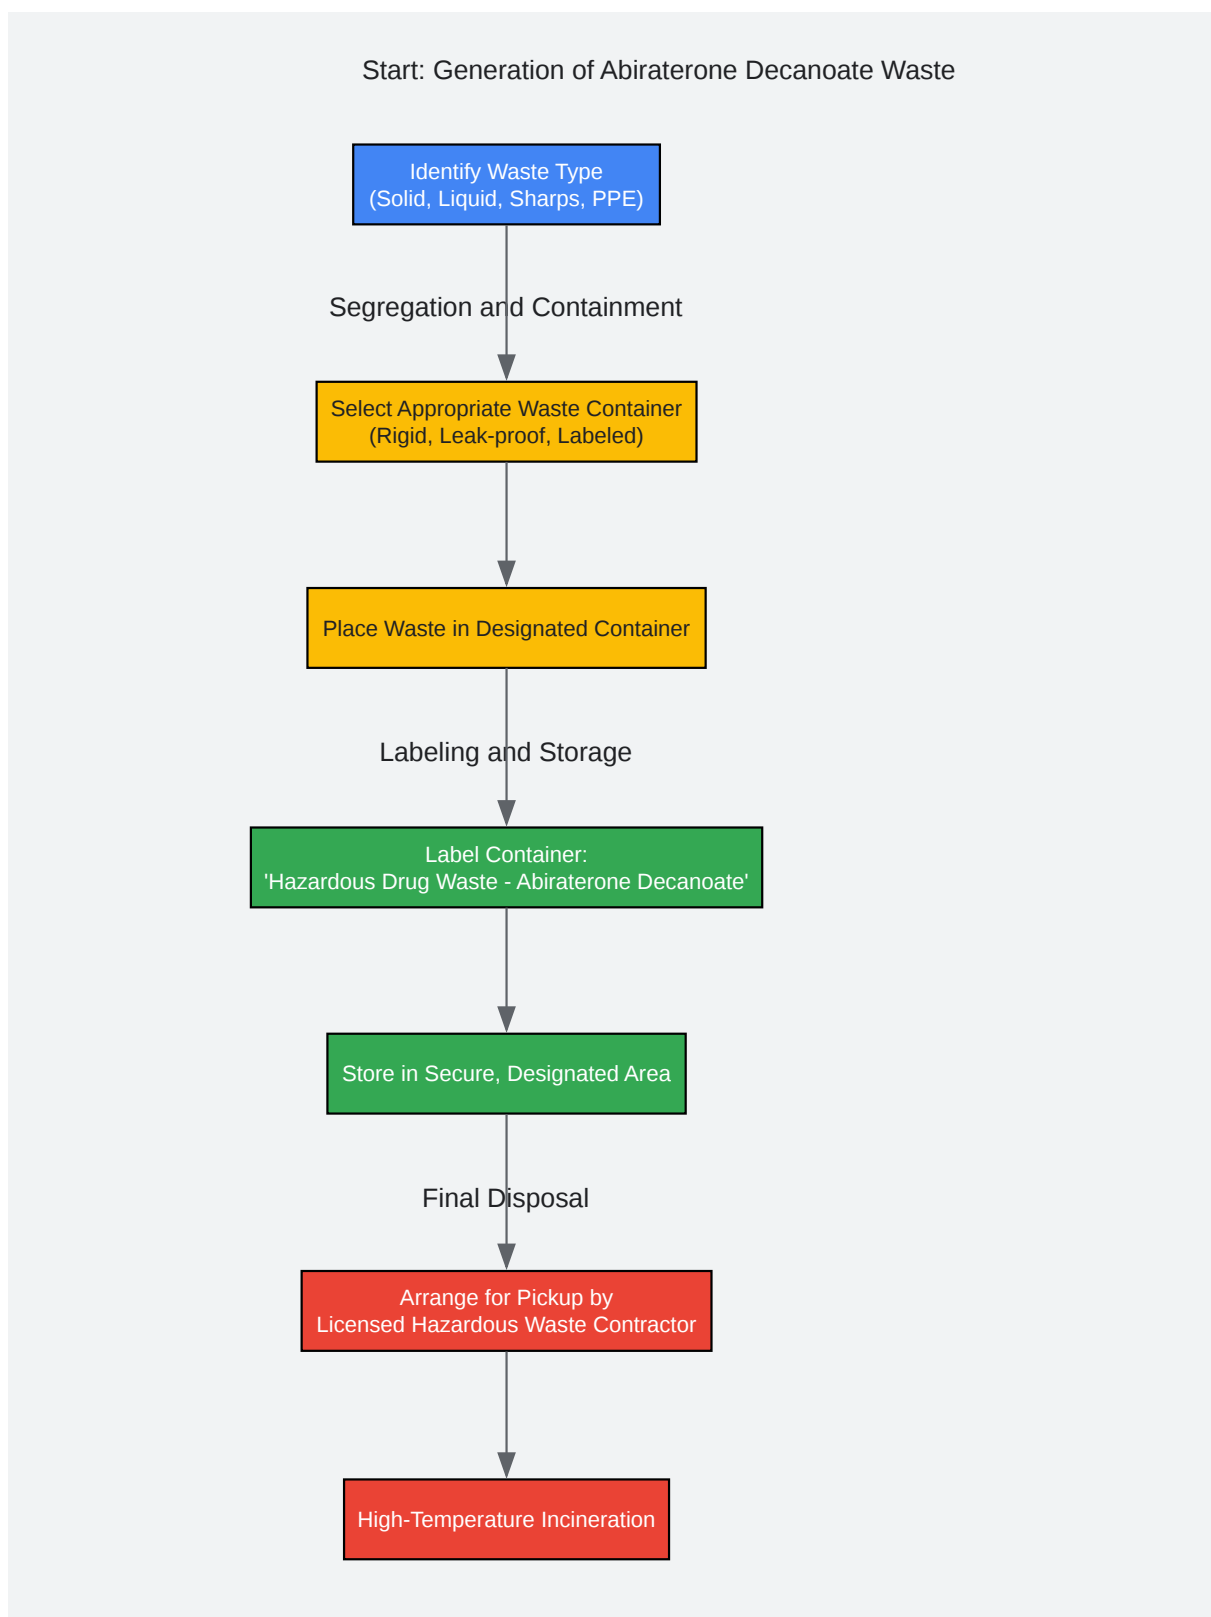 Start: Generation of Abiraterone Decanoate Waste
Identify Waste Type
(Solid, Liquid, Sharps, PPE)
Segregation and Containment
Select Appropriate Waste Container
(Rigid, Leak-proof, Labeled)
Place Waste in Designated Container
Labeling and Storage
Label Container:
'Hazardous Drug Waste - Abiraterone Decanoate'
Store in Secure, Designated Area
Final Disposal
Arrange for Pickup by
Licensed Hazardous Waste Contractor
High-Temperature Incineration